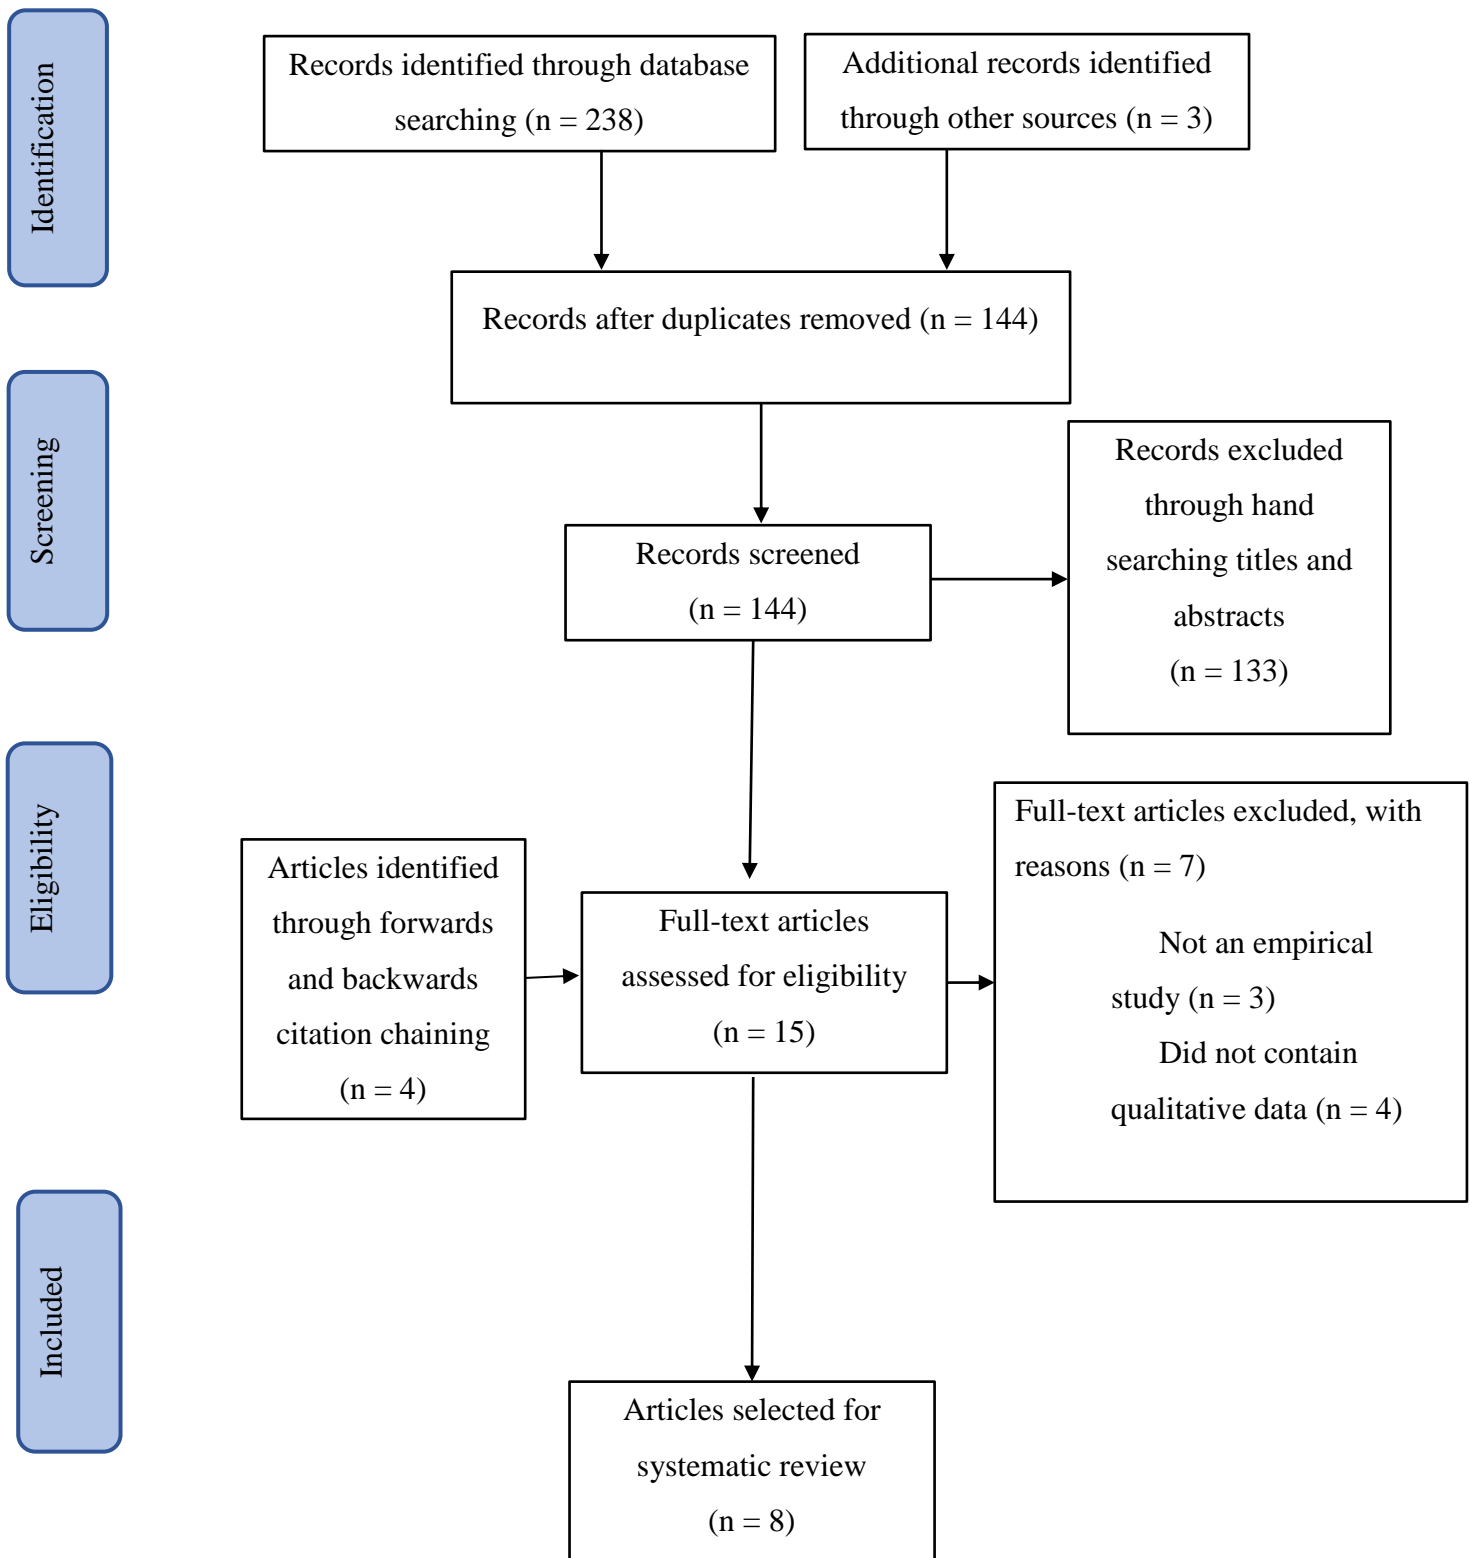 Identification
Records identified through database
searching (n = 238)
Additional records identified
through other sources (n = 3)
Records after duplicates removed (n = 144)
Screening
Records screened
(n = 144)
Records excluded
through hand
searching titles and
abstracts
(n = 133)
Eligibility
Articles identified
through forwards
and backwards
citation chaining
(n = 4)
Full-text articles
assessed for eligibility
(n = 15)
Full-text articles excluded, with
reasons (n = 7)
Not an empirical
study (n = 3)
Did not contain
qualitative data (n = 4)
Included
Articles selected for
systematic review
(n = 8)